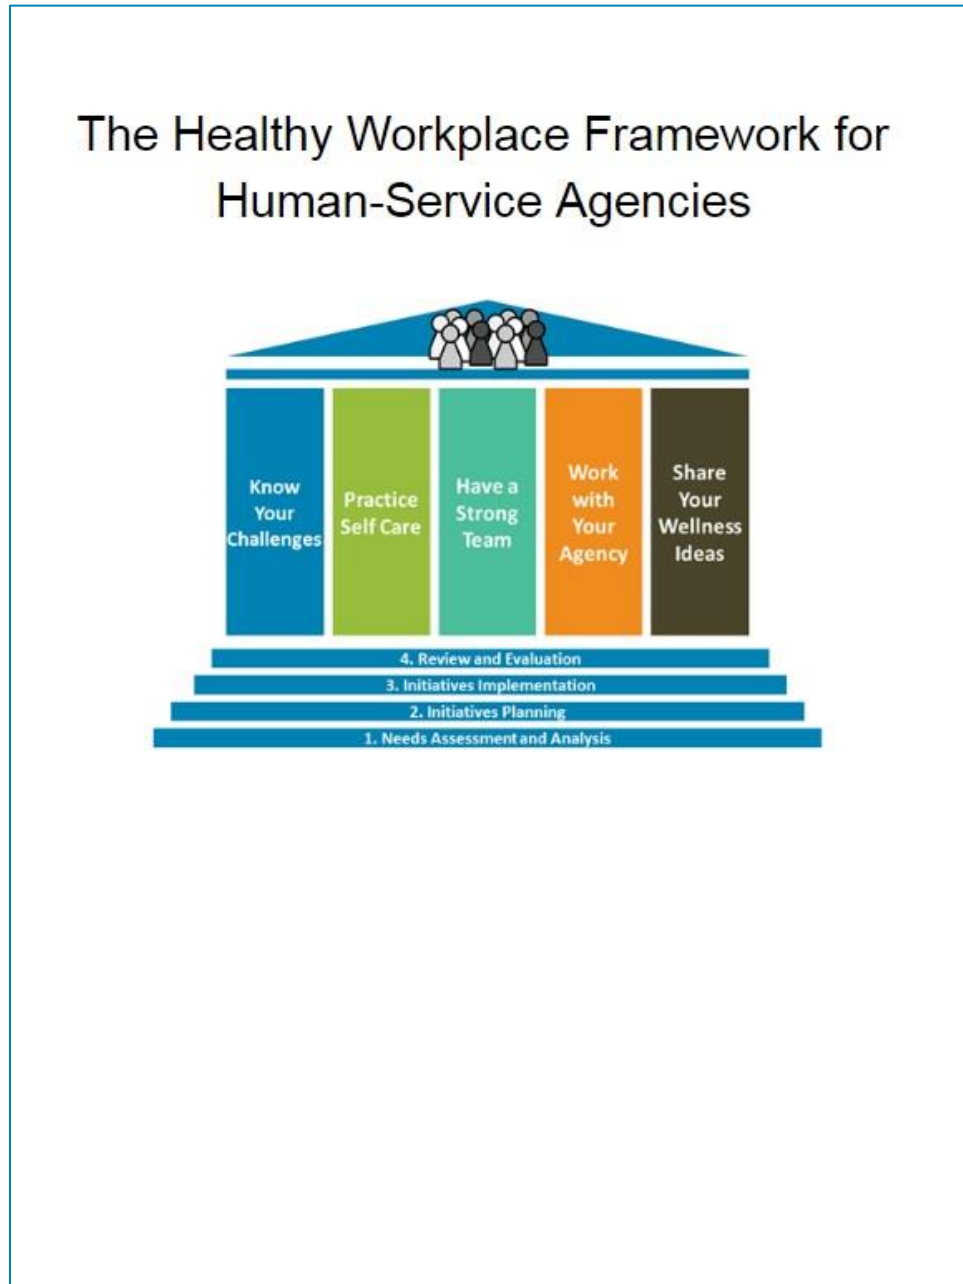 The Healthy Workplace Framework for
Human-Service Agencies
Know
Your
Challenges
Practice
Self Care
Have a
Strong
Team
Work
with
Your
Agency
Share
Your
Wellness
Ideas
4. Review and Evaluation
3. Initiatives Implementation
2. Initiatives Planning
1. Needs Assessment and Analysis